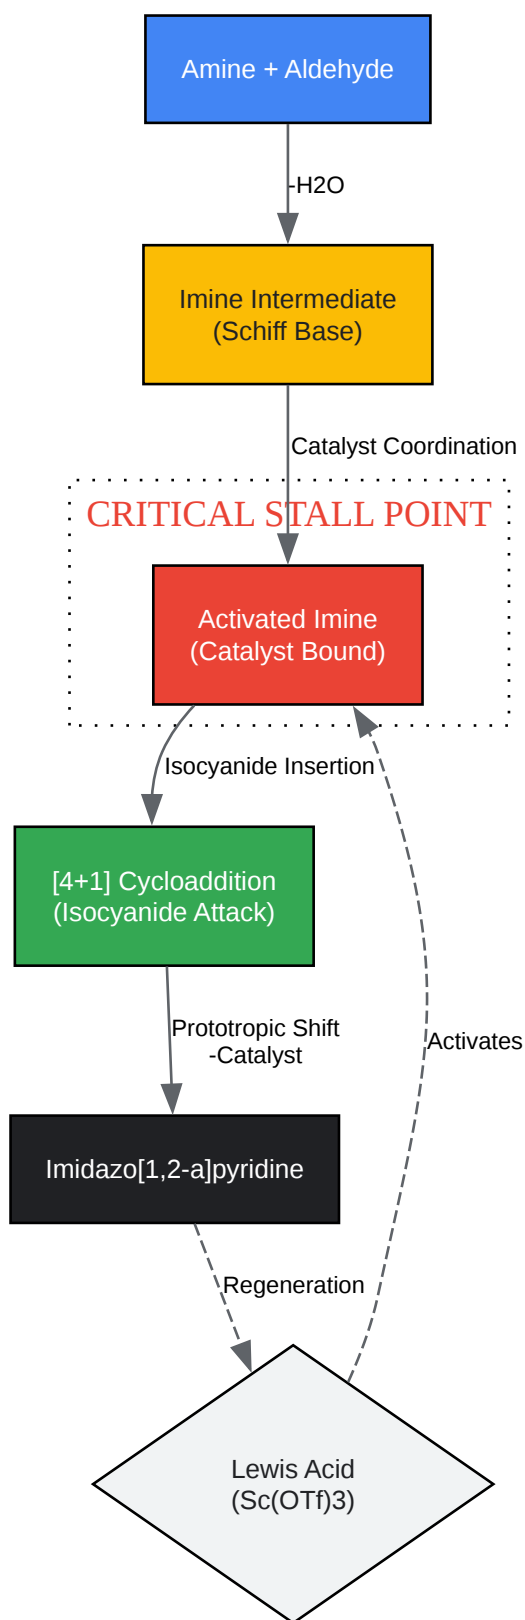 Amine + Aldehyde
-H2O
Imine Intermediate
(Schiff Base)
Catalyst Coordination
CRITICAL STALL POINT
Activated Imine
(Catalyst Bound)
Isocyanide Insertion
[4+1] Cycloaddition
(Isocyanide Attack)
Prototropic Shift
-Catalyst
Activates
Imidazo[1,2-a]pyridine
Regeneration
Lewis Acid
(Sc(OTf)3)